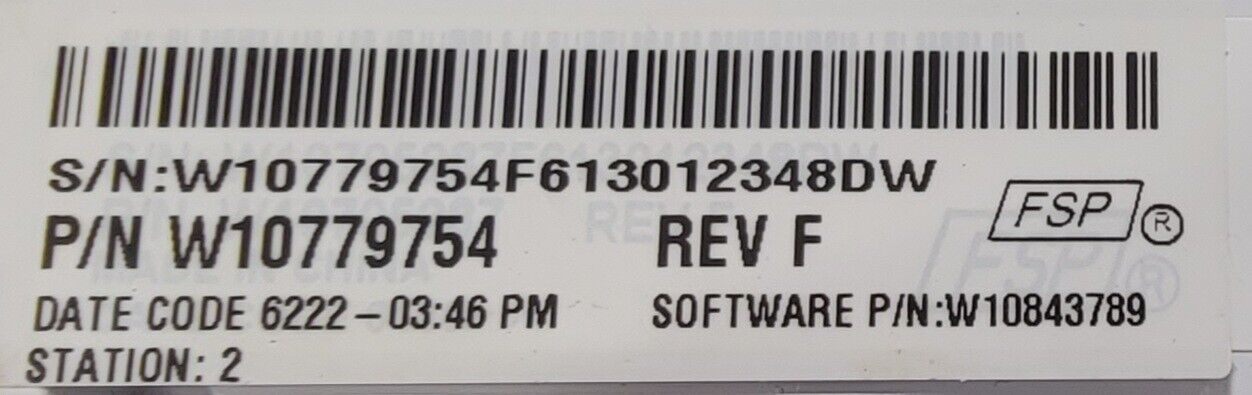 S/N:W10779754F613012348DW
P/N W10779754 REV F FSP ®
DATE CODE 6222-03:46 PM SOFTWARE P/N:W10843789
STATION: 2